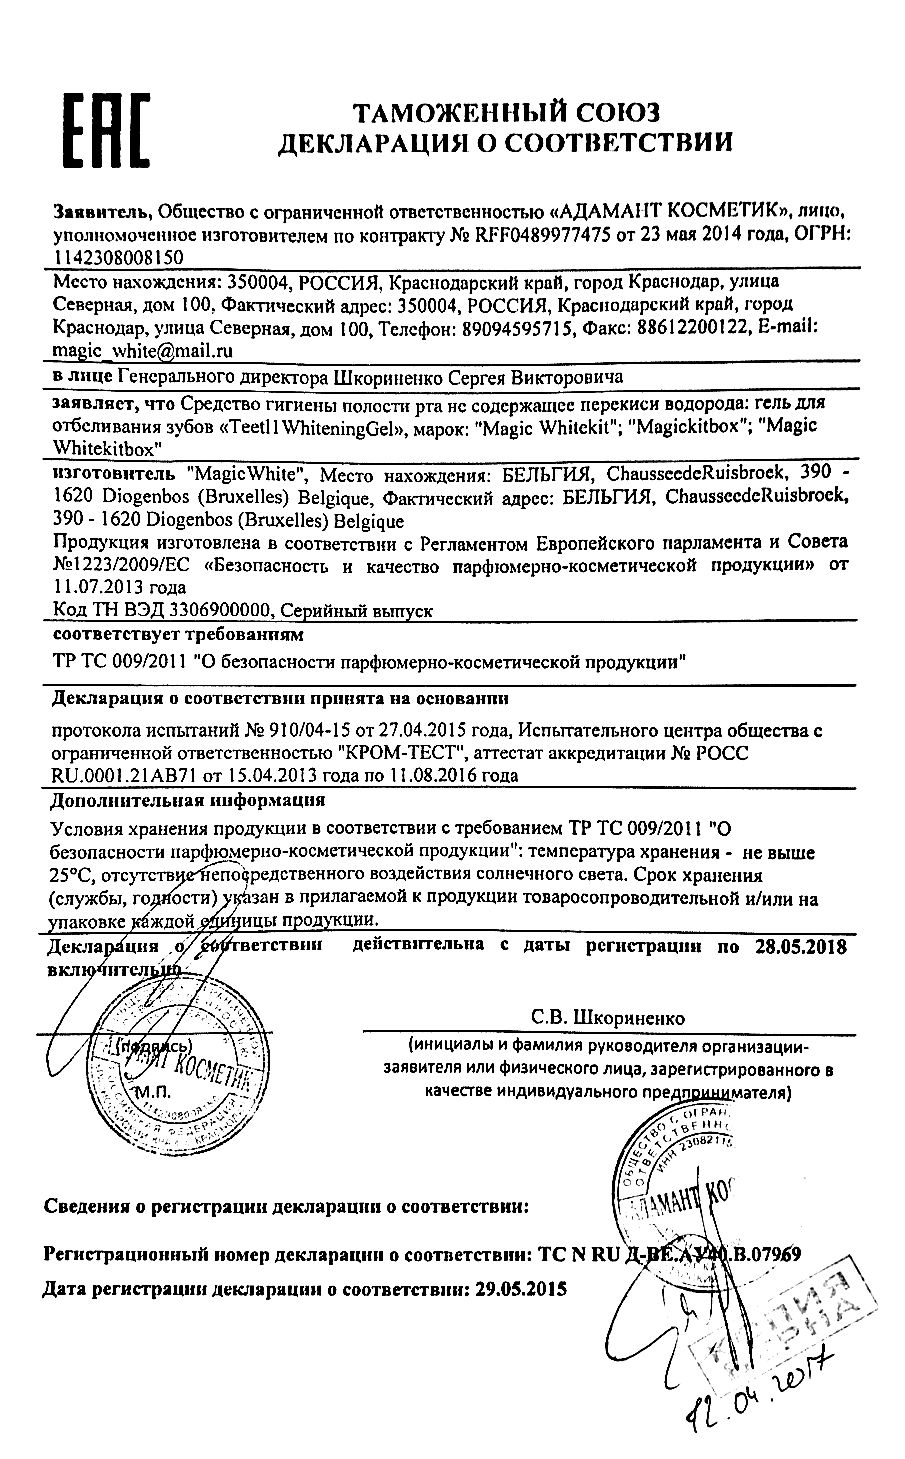 EAC
ТАМОЖЕННЫЙ СОЮЗ
ДЕКЛАРАЦИЯ О СООТВЕТСТВИИ
Заявитель, Общество с ограниченной ответственностью «АДАМАНТ КОСМЕТИК», лицо,
уполномоченное изготовителем по контракту № RFF0489977475 от 23 мая 2014 года, ОГРН:
1142308008150
Место нахождения: 350004, РОССИЯ, Краснодарский край, город Краснодар, улица
Северная, дом 100, Фактический адрес: 350004, РОССИЯ, Краснодарский край, город
Краснодар, улица Северная, дом 100, Телефон: 89094595715, Факс: 88612200122, E-mail:
magic_white@mail.ru
в лице Генерального директора Шкориненко Сергея Викторовича
заявляет, что Средство гигиены полости рта не содержащее перекиси водорода: гель для
отбеливания зубов «Teetl1WhiteningGel», марок: "Magic Whitekit"; "Magickitbox"; "Magic
Whitekitbox"
изготовитель "MagicWhite", Место нахождения: БЕЛЬГИЯ, ChausseedeRuisbroek, 390 -
1620 Diogenbos (Bruxelles) Belgique, Фактический адрес: БЕЛЬГИЯ, ChausseedeRuisbroek,
390 - 1620 Diogenbos (Bruxelles) Belgique
Продукция изготовлена в соответствии с Регламентом Европейского парламента и Совета
№1223/2009/ЕС «Безопасность и качество парфюмерно-косметической продукции» от
11.07.2013 года
Код ТН ВЭД 3306900000, Серийный выпуск
соответствует требованиям
ТР ТС 009/2011 "О безопасности парфюмерно-косметической продукции"
Декларация о соответствии принята на основании
протокола испытаний № 910/04-15 от 27.04.2015 года, Испытательного центра общества с
ограниченной ответственностью "КРОМ-ТЕСТ", аттестат аккредитации № РОСС
RU.0001.21АВ71 от 15.04.2013 года по 11.08.2016 года
Дополнительная информация
Условия хранения продукции в соответствии с требованием ТР ТС 009/2011 "О
безопасности парфюмерно-косметической продукции": температура хранения - не выше
25°С, отсутствие непосредственного воздействия солнечного света. Срок хранения
(службы, годности) указан в прилагаемой к продукции товаросопроводительной и/или на
упаковке каждой единицы продукции.
Декларация о соответствии действительна с даты регистрации по 28.05.2018
включительно
С.В. Шкориненко
(подпись)
(инициалы и фамилия руководителя организации-
заявителя или физического лица, зарегистрированного в
качестве индивидуального предпринимателя)
М.П.
КОСМЕТИК
ОБЩЕСТВО С ОГРАН
ОТВЕТСТВЕНН
ИНН 23082116
ДАМАНТ КО
Сведения о регистрации декларации о соответствии:
Регистрационный номер декларации о соответствии: ТС N RU Д-BE.АУ40.В.07969
Дата регистрации декларации о соответствии: 29.05.2015
КОПИЯ
ВЕРНА
12.04.2017